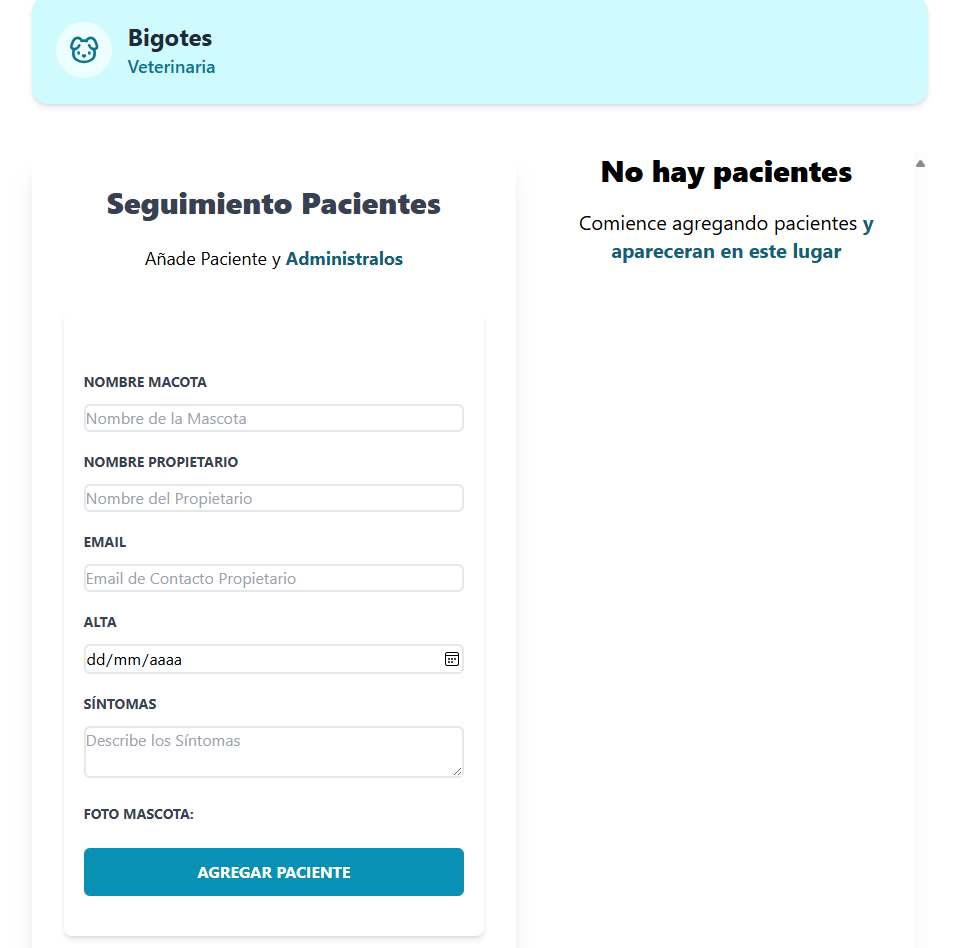 Bigotes
Veterinaria
Seguimiento Pacientes
Añade Paciente y Administralos
NOMBRE MACOTA
Nombre de la Mascota
NOMBRE PROPIETARIO
Nombre del Propietario
EMAIL
Email de Contacto Propietario
ALTA
dd/mm/aaaa
SÍNTOMAS
Describe los Síntomas
FOTO MASCOTA:
AGREGAR PACIENTE
No hay pacientes
Comience agregando pacientes y
apareceran en este lugar